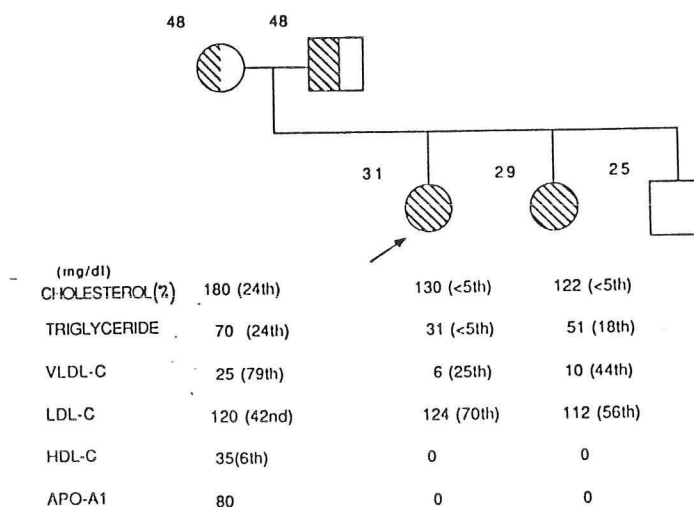 48 48
31 29 25
(mg/dl)
CHOLESTEROL(%) 180 (24th) 130 (<5th) 122 (<5th)
TRIGLYCERIDE 70 (24th) 31 (<5th) 51 (18th)
VLDL-C 25 (79th) 6 (25th) 10 (44th)
LDL-C 120 (42nd) 124 (70th) 112 (56th)
HDL-C 35(6th) 0 0
APO-A1 80 0 0